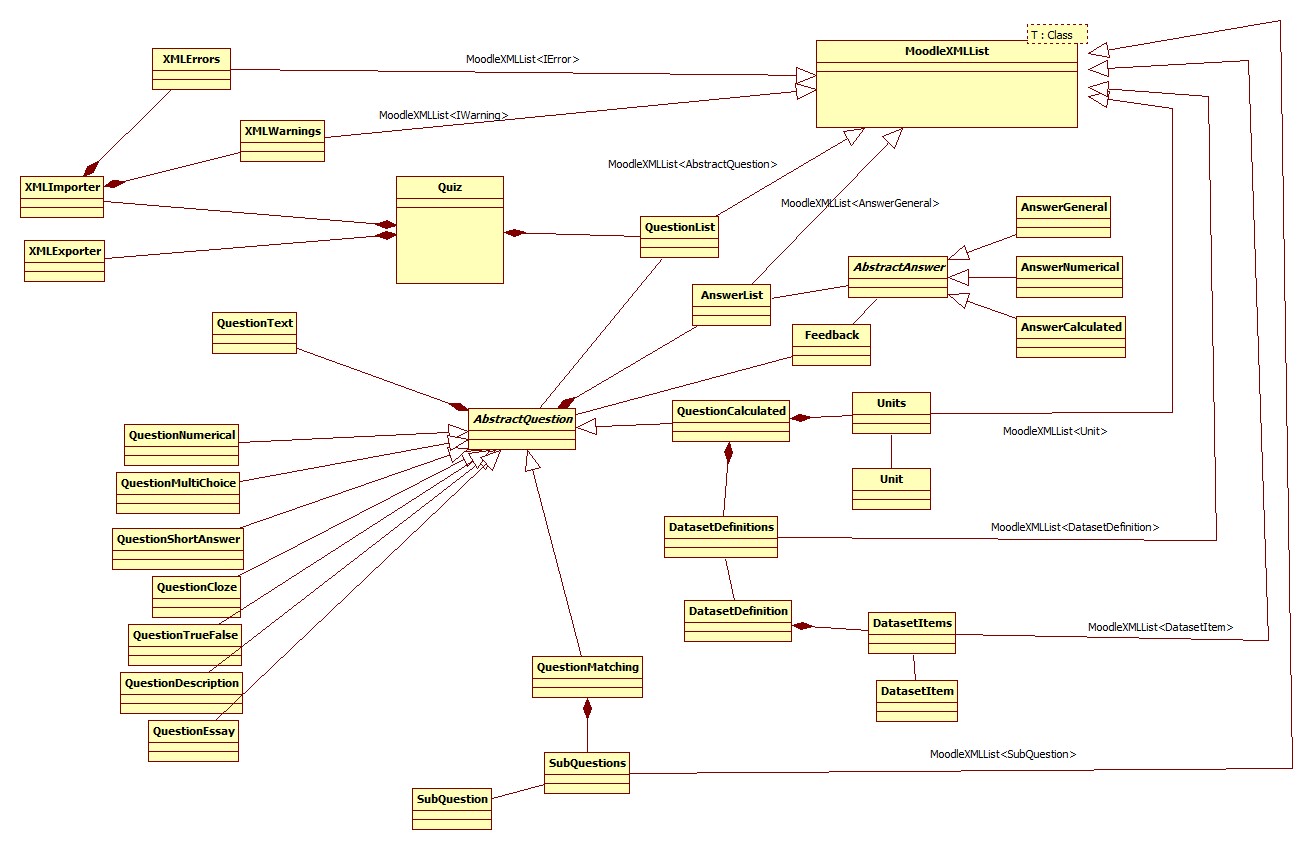 T : Class
MoodleXMLList
XMLErrors
MoodleXMLList<IError>
MoodleXMLList<IWarning>
XMLWarnings
MoodleXMLList<AbstractQuestion>
XMLImporter
Quiz
MoodleXMLList<AnswerGeneral>
AnswerGeneral
QuestionList
XMLExporter
AbstractAnswer
AnswerNumerical
AnswerList
QuestionText
Feedback
AnswerCalculated
AbstractQuestion
QuestionCalculated
Units
MoodleXMLList<Unit>
QuestionNumerical
QuestionMultiChoice
Unit
QuestionShortAnswer
DatasetDefinitions
MoodleXMLList<DatasetDefinition>
QuestionCloze
DatasetDefinition
DatasetItems
MoodleXMLList<DatasetItem>
QuestionTrueFalse
QuestionMatching
QuestionDescription
DatasetItem
QuestionEssay
MoodleXMLList<SubQuestion>
SubQuestions
SubQuestion